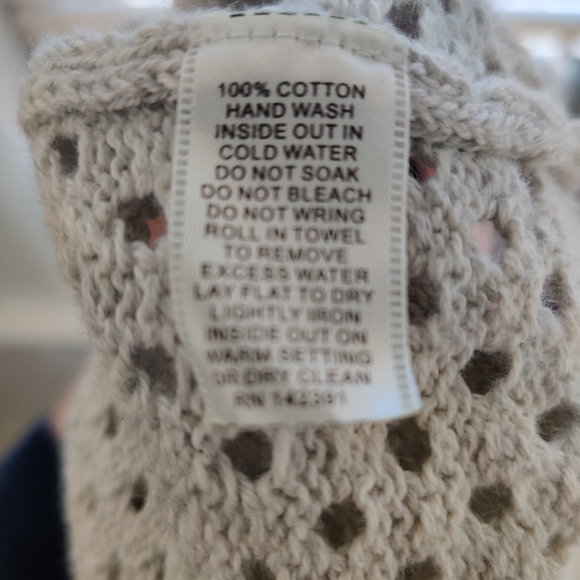 100% COTTON
HAND WASH
INSIDE OUT IN
COLD WATER
DO NOT SOAK
DO NOT BLEACH
DO NOT WRING
ROLL IN TOWEL
TO REMOVE
EXCESS WATER
LAY FLAT TO DRY
LIGHTLY IRON
INSIDE OUT ON
WARM SETTING
OR DRY CLEAN
RN 142391